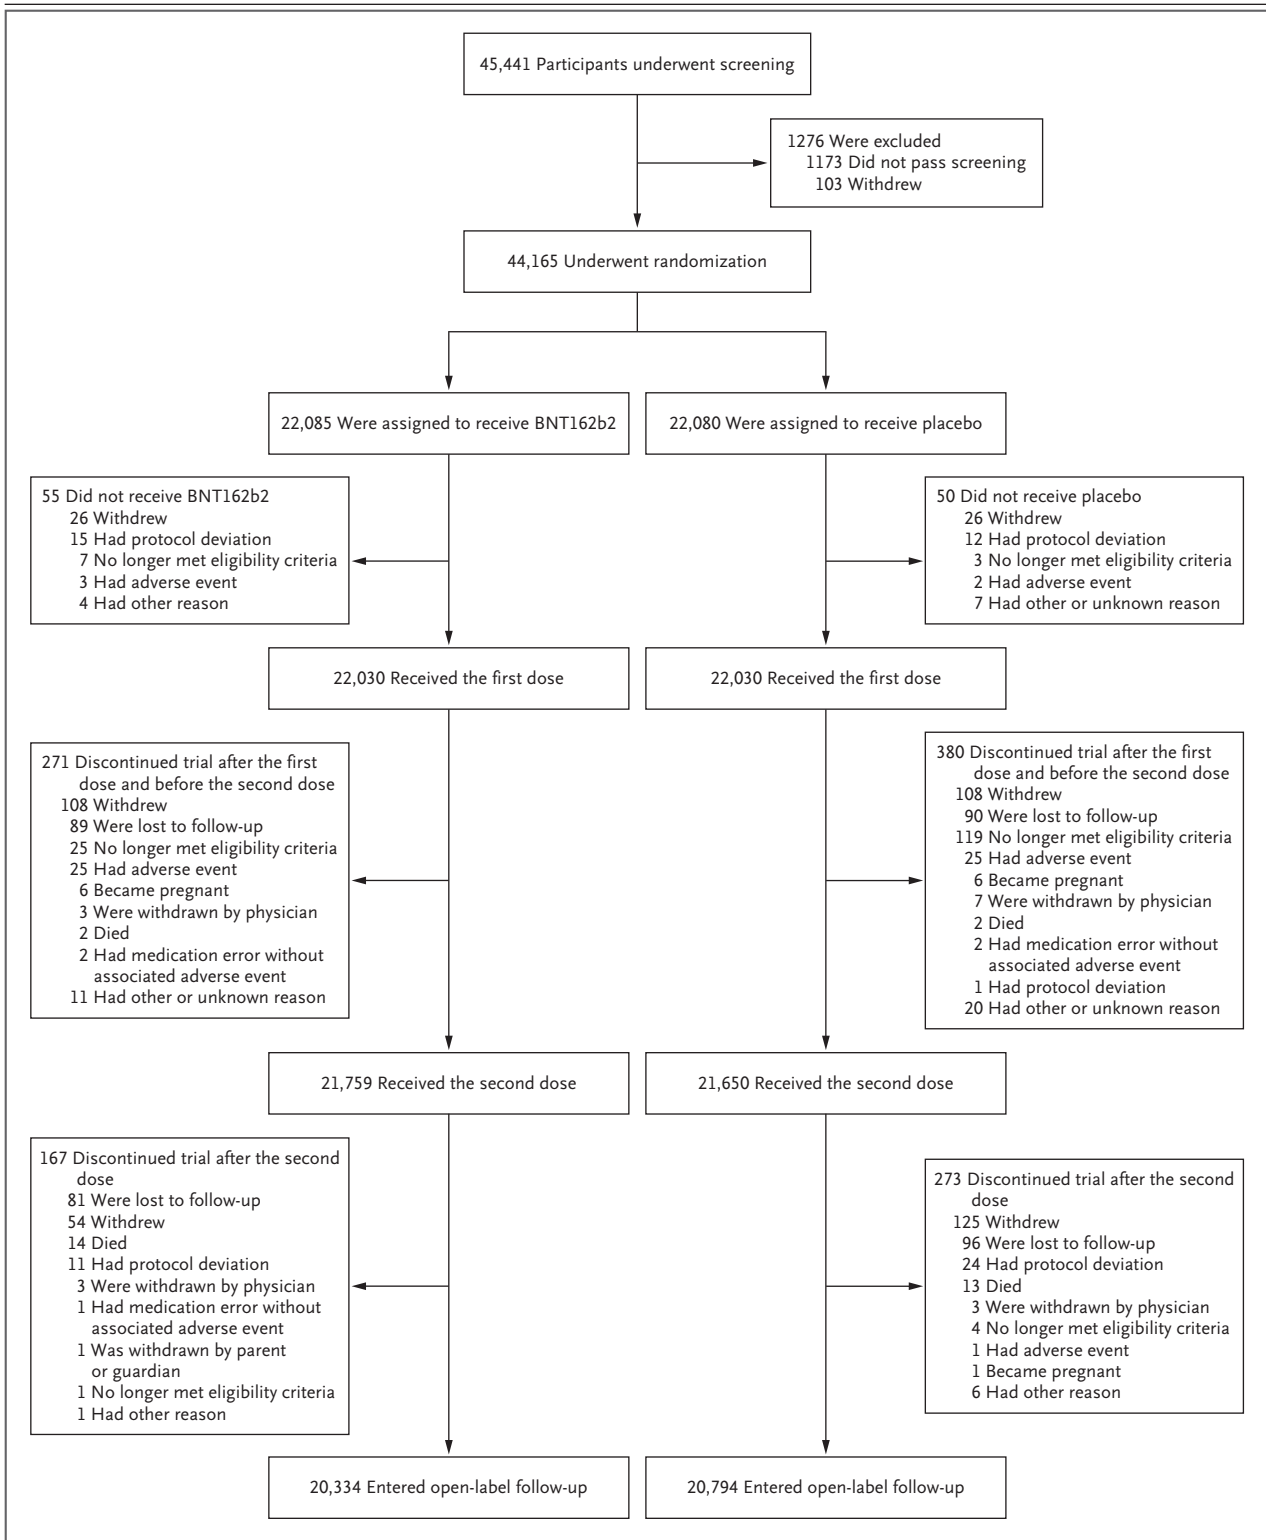 45,441 Participants underwent screening
1276 Were excluded
1173 Did not pass screening
103 Withdrew
44,165 Underwent randomization
22,085 Were assigned to receive BNT162b2
22,080 Were assigned to receive placebo
55 Did not receive BNT162b2
26 Withdrew
15 Had protocol deviation
7 No longer met eligibility criteria
3 Had adverse event
4 Had other reason
50 Did not receive placebo
26 Withdrew
12 Had protocol deviation
3 No longer met eligibility criteria
2 Had adverse event
7 Had other or unknown reason
22,030 Received the first dose
22,030 Received the first dose
271 Discontinued trial after the first
dose and before the second dose
108 Withdrew
89 Were lost to follow-up
25 No longer met eligibility criteria
25 Had adverse event
6 Became pregnant
3 Were withdrawn by physician
2 Died
2 Had medication error without
associated adverse event
11 Had other or unknown reason
380 Discontinued trial after the first
dose and before the second dose
108 Withdrew
90 Were lost to follow-up
119 No longer met eligibility criteria
25 Had adverse event
6 Became pregnant
7 Were withdrawn by physician
2 Died
2 Had medication error without
associated adverse event
1 Had protocol deviation
20 Had other or unknown reason
21,759 Received the second dose
21,650 Received the second dose
167 Discontinued trial after the second
dose
81 Were lost to follow-up
54 Withdrew
14 Died
11 Had protocol deviation
3 Were withdrawn by physician
1 Had medication error without
associated adverse event
1 Was withdrawn by parent
or guardian
1 No longer met eligibility criteria
1 Had other reason
273 Discontinued trial after the second
dose
125 Withdrew
96 Were lost to follow-up
24 Had protocol deviation
13 Died
3 Were withdrawn by physician
4 No longer met eligibility criteria
1 Had adverse event
1 Became pregnant
6 Had other reason
20,334 Entered open-label follow-up
20,794 Entered open-label follow-up